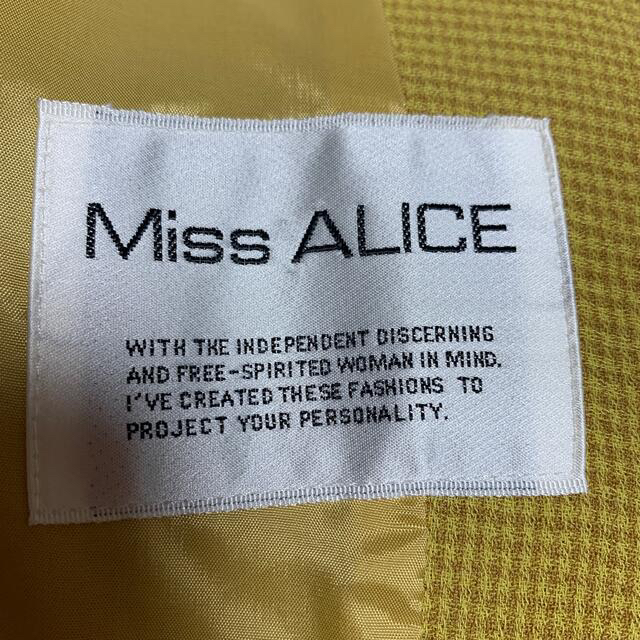 Miss ALICE
WITH THE INDEPENDENT DISCERNING
AND FREE-SPIRITED WOMAN IN MIND.
I'VE CREATED THESE FASHIONS TO
PROJECT YOUR PERSONALITY.